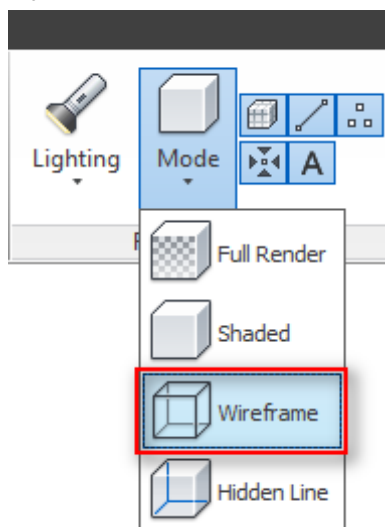 Lighting
Mode
A
Full Render
Shaded
Wireframe
Hidden Line